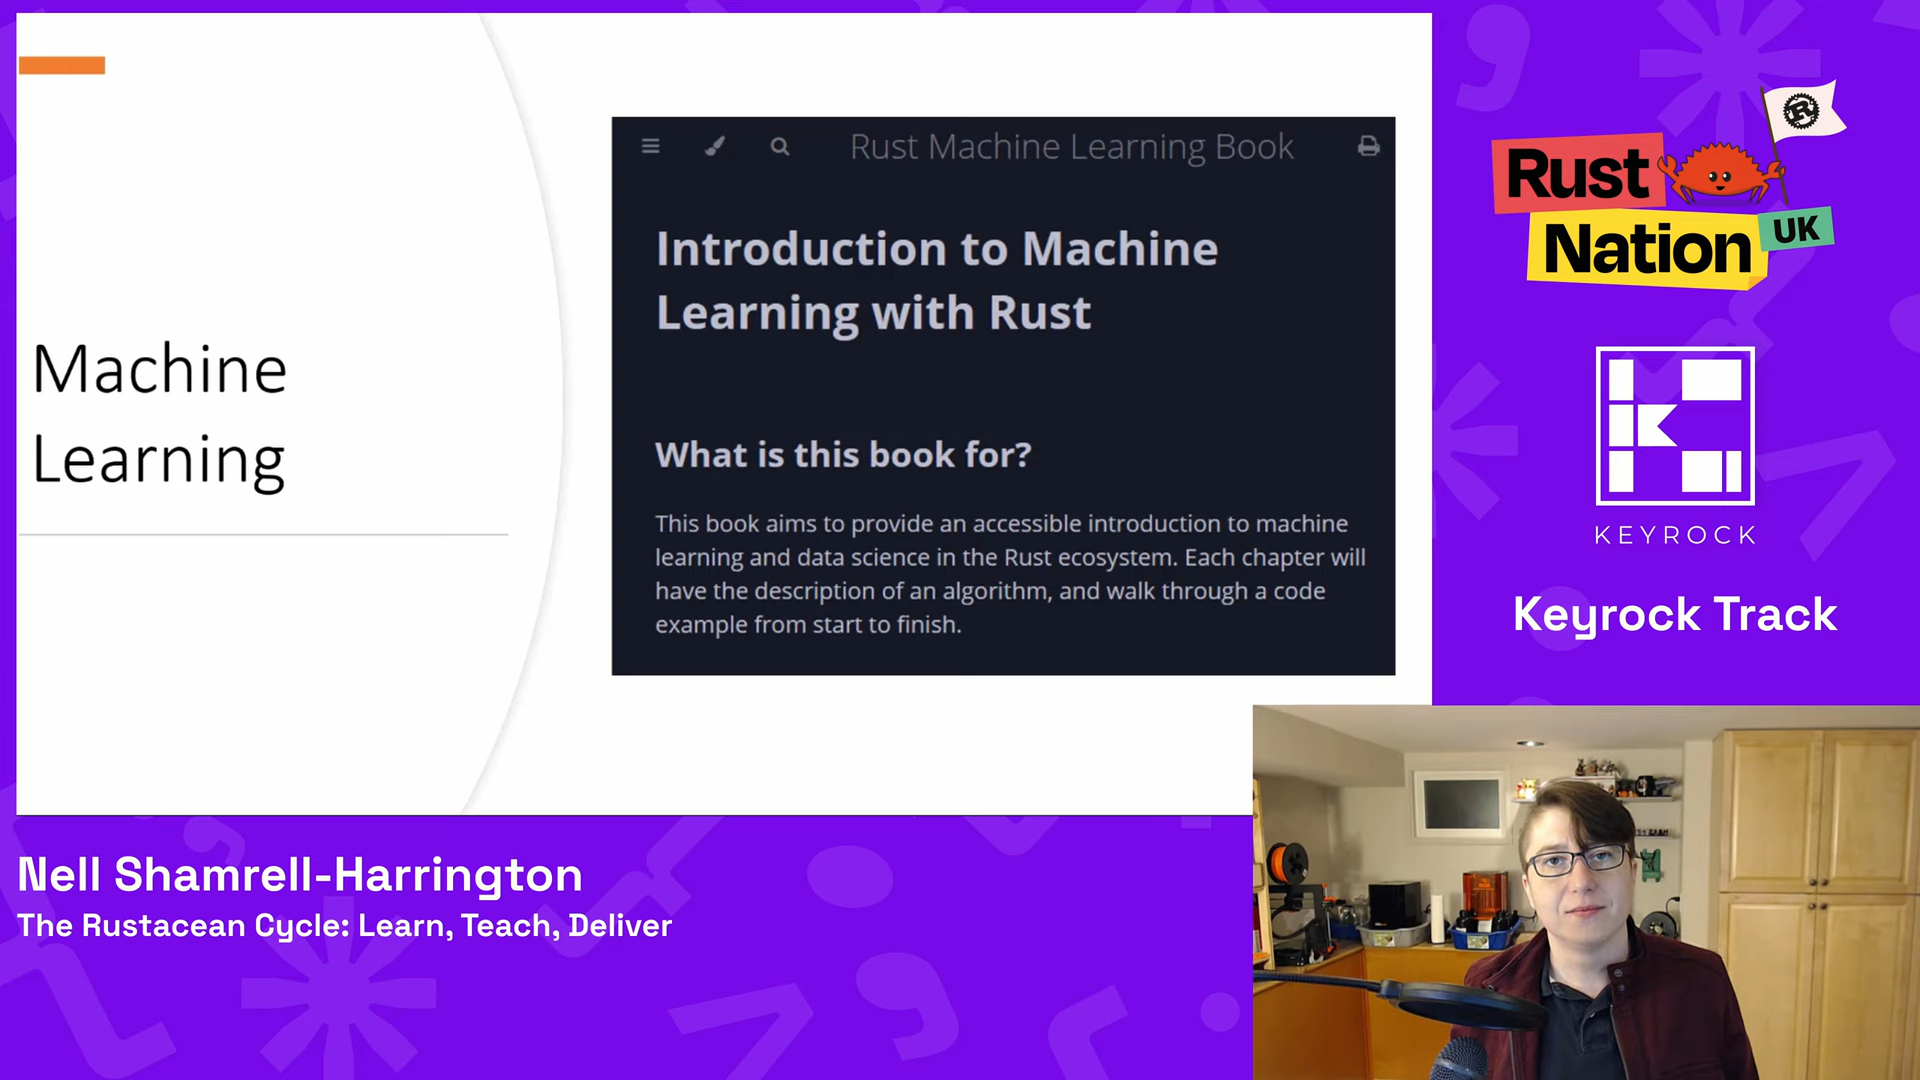 Machine
Learning
Rust Machine Learning Book
Introduction to Machine
Learning with Rust
What is this book for?
This book aims to provide an accessible introduction to machine
learning and data science in the Rust ecosystem. Each chapter will
have the description of an algorithm, and walk through a code
example from start to finish.
R
Rust
Nation
UK
K
KEYROCK
Keyrock Track
Nell Shamrell-Harrington
The Rustacean Cycle: Learn, Teach, Deliver